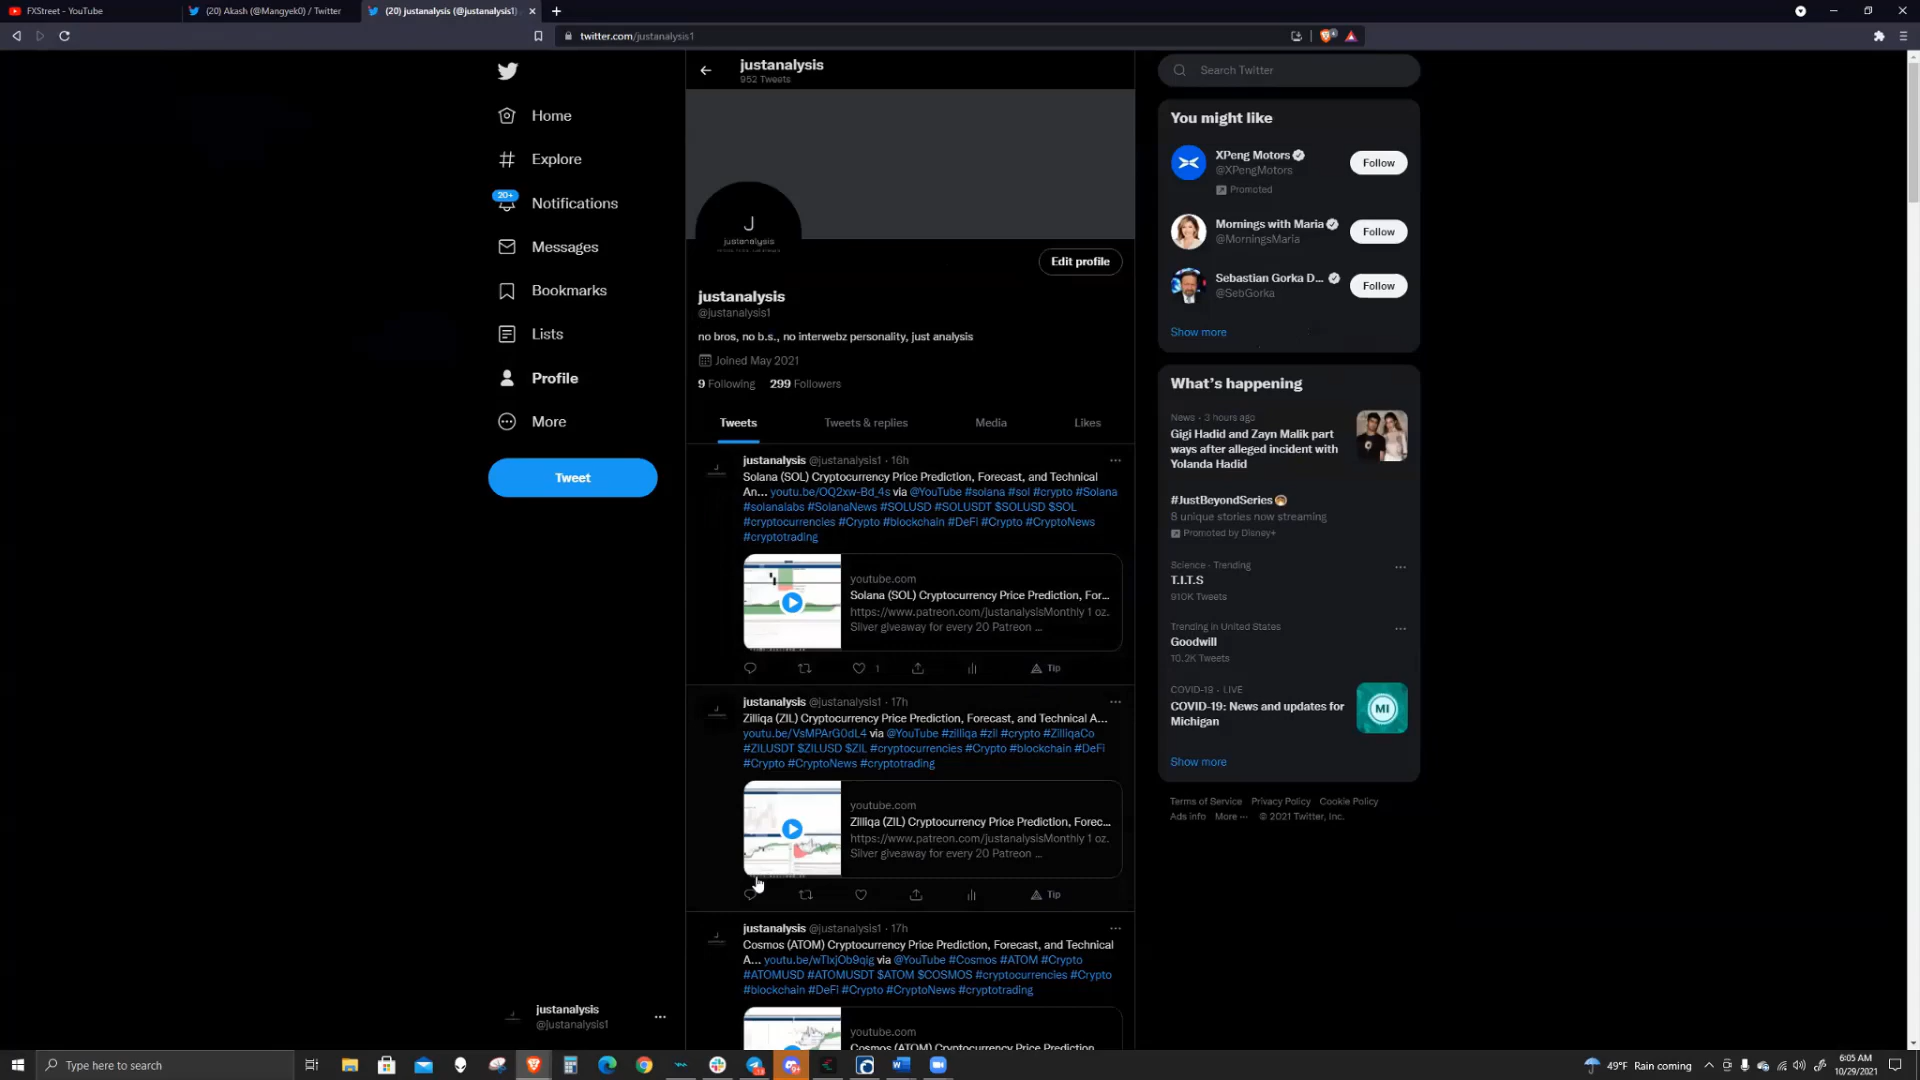 FXStreet - YouTube
(20) Akash (@Mangyek0) / Twitter
(20) justanalysis (@justanalysis1)
twitter.com/justanalysis1
Home
Explore
20+
Notifications
Messages
Bookmarks
Lists
Profile
More
Tweet
justanalysis
@justanalysis1
justanalysis
952 Tweets
J
justanalysis
Edit profile
justanalysis
@justanalysis1
no bros, no b.s., no interwebz personality, just analysis
Joined May 2021
9 Following 299 Followers
Tweets
Tweets & replies
Media
Likes
justanalysis @justanalysis1 · 16h
Solana (SOL) Cryptocurrency Price Prediction, Forecast, and Technical
An... youtu.be/OQ2xw-Bd_4s via @YouTube #solana #sol #crypto #Solana
#solanalabs #SolanaNews #SOLUSD #SOLUSDT $SOLUSD $SOL
#cryptocurrencies #Crypto #blockchain #DeFi #Crypto #CryptoNews
#cryptotrading
youtube.com
Solana (SOL) Cryptocurrency Price Prediction, For...
https://www.patreon.com/justanalysisMonthly 1 oz.
Silver giveaway for every 20 Patreon ...
1
Tip
justanalysis @justanalysis1 · 17h
Zilliqa (ZIL) Cryptocurrency Price Prediction, Forecast, and Technical A...
youtu.be/VsMPArG0dL4 via @YouTube #zilliqa #zil #crypto #ZilliqaCo
#ZILUSDT $ZILUSD $ZIL #cryptocurrencies #Crypto #blockchain #DeFi
#Crypto #CryptoNews #cryptotrading
youtube.com
Zilliqa (ZIL) Cryptocurrency Price Prediction, Forec...
https://www.patreon.com/justanalysisMonthly 1 oz.
Silver giveaway for every 20 Patreon ...
Tip
justanalysis @justanalysis1 · 17h
Cosmos (ATOM) Cryptocurrency Price Prediction, Forecast, and Technical
A... youtu.be/wTlxjOb9qlg via @YouTube #Cosmos #ATOM #Crypto
#ATOMUSD #ATOMUSDT $ATOM $COSMOS #cryptocurrencies #Crypto
#blockchain #DeFi #Crypto #CryptoNews #cryptotrading
youtube.com
Cosmos (ATOM) Cryptocurrency Price Prediction
Search Twitter
You might like
XPeng Motors
@XPengMotors
Promoted
Follow
Mornings with Maria
@MorningsMaria
Follow
Sebastian Gorka D...
@SebGorka
Follow
Show more
What's happening
News · 3 hours ago
Gigi Hadid and Zayn Malik part
ways after alleged incident with
Yolanda Hadid
#JustBeyondSeries
8 unique stories now streaming
Promoted by Disney+
Science · Trending
T.I.T.S
910K Tweets
Trending in United States
Goodwill
10.2K Tweets
COVID-19 · LIVE
COVID-19: News and updates for
Michigan
MI
Show more
Terms of Service Privacy Policy Cookie Policy
Ads info More ··· © 2021 Twitter, Inc.
Type here to search
49°F Rain coming
6:05 AM
10/29/2021